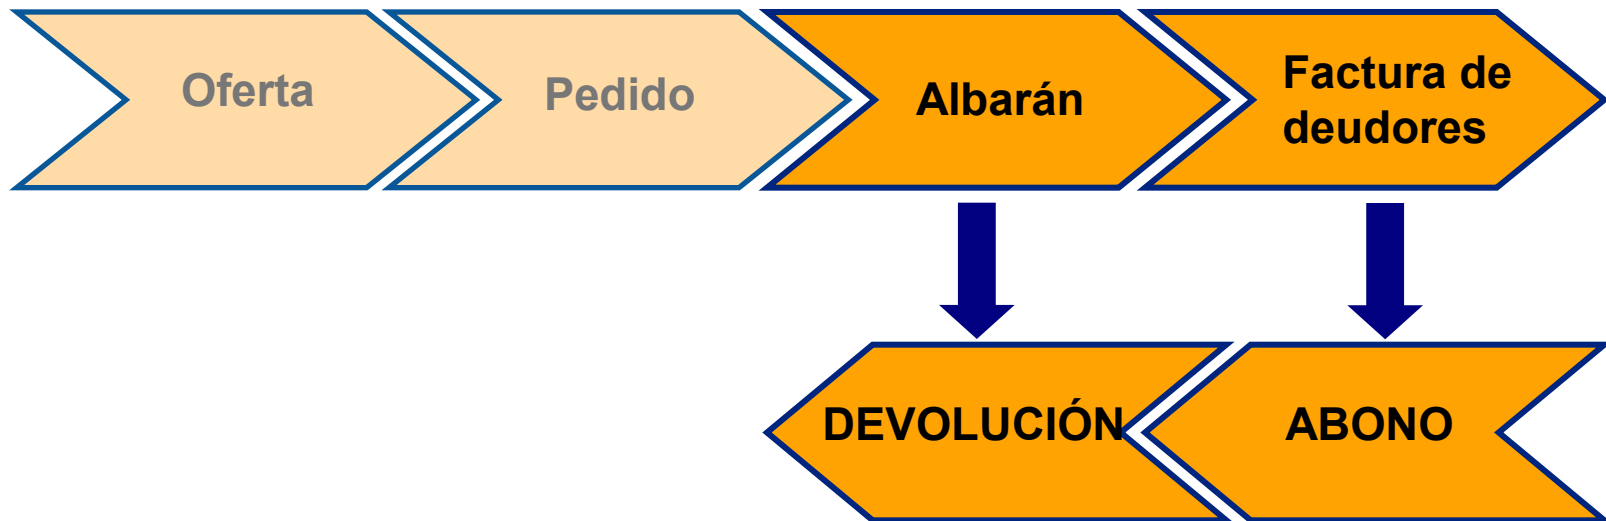 Oferta
Pedido
Albarán
Factura de
deudores
DEVOLUCIÓN
ABONO